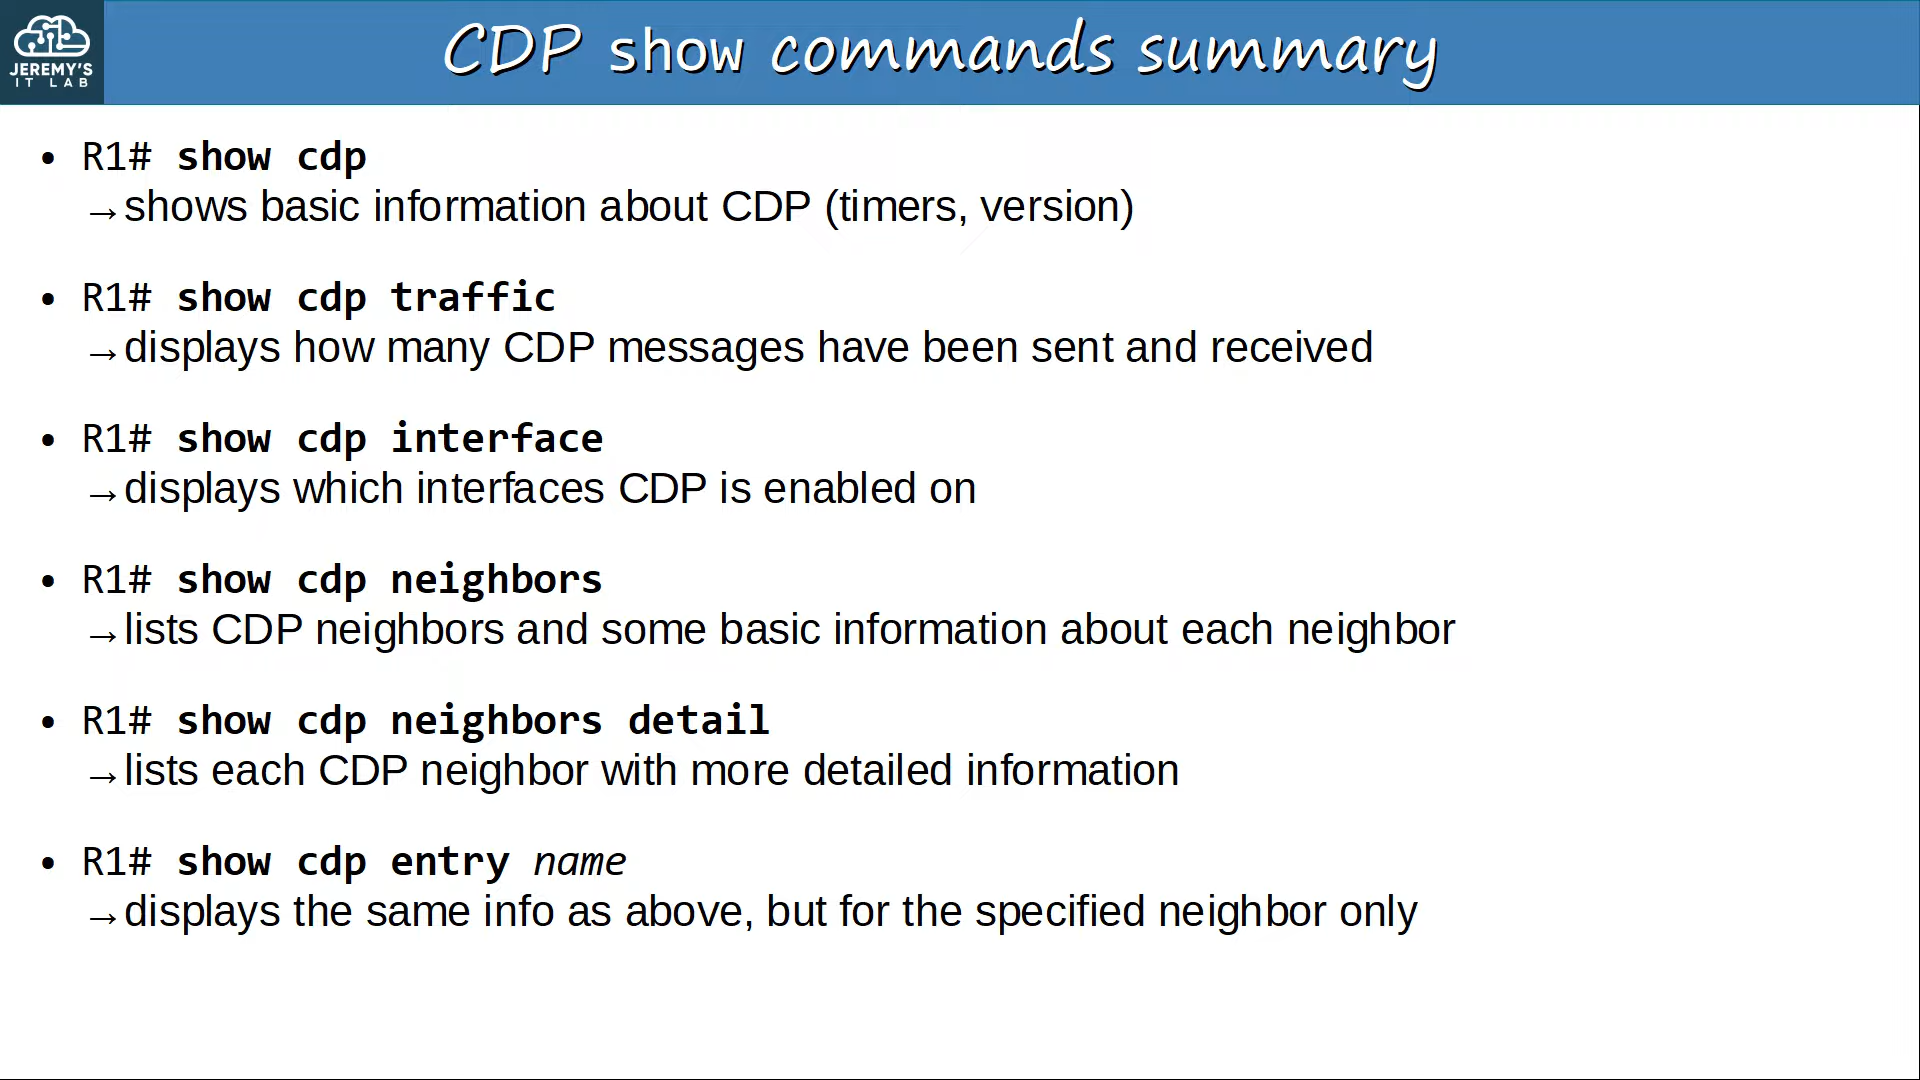 JEREMY'S
IT LAB
CDP show commands summary
• R1# show cdp
→shows basic information about CDP (timers, version)
• R1# show cdp traffic
→displays how many CDP messages have been sent and received
• R1# show cdp interface
→displays which interfaces CDP is enabled on
• R1# show cdp neighbors
→lists CDP neighbors and some basic information about each neighbor
• R1# show cdp neighbors detail
→lists each CDP neighbor with more detailed information
• R1# show cdp entry name
→displays the same info as above, but for the specified neighbor only